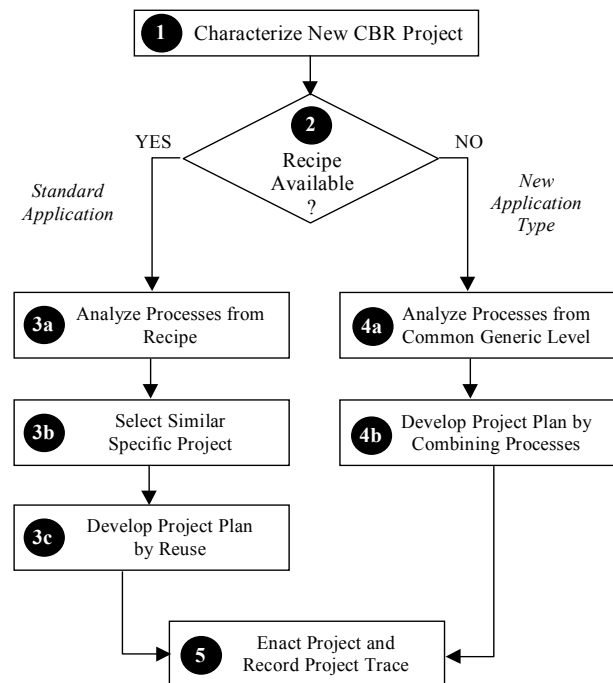 1 Characterize New CBR Project
2
YES
NO
Recipe
Available
?
Standard
Application
New
Application
Type
3a Analyze Processes from
Recipe
4a Analyze Processes from
Common Generic Level
3b Select Similar
Specific Project
4b Develop Project Plan by
Combining Processes
3c Develop Project Plan
by Reuse
5 Enact Project and
Record Project Trace